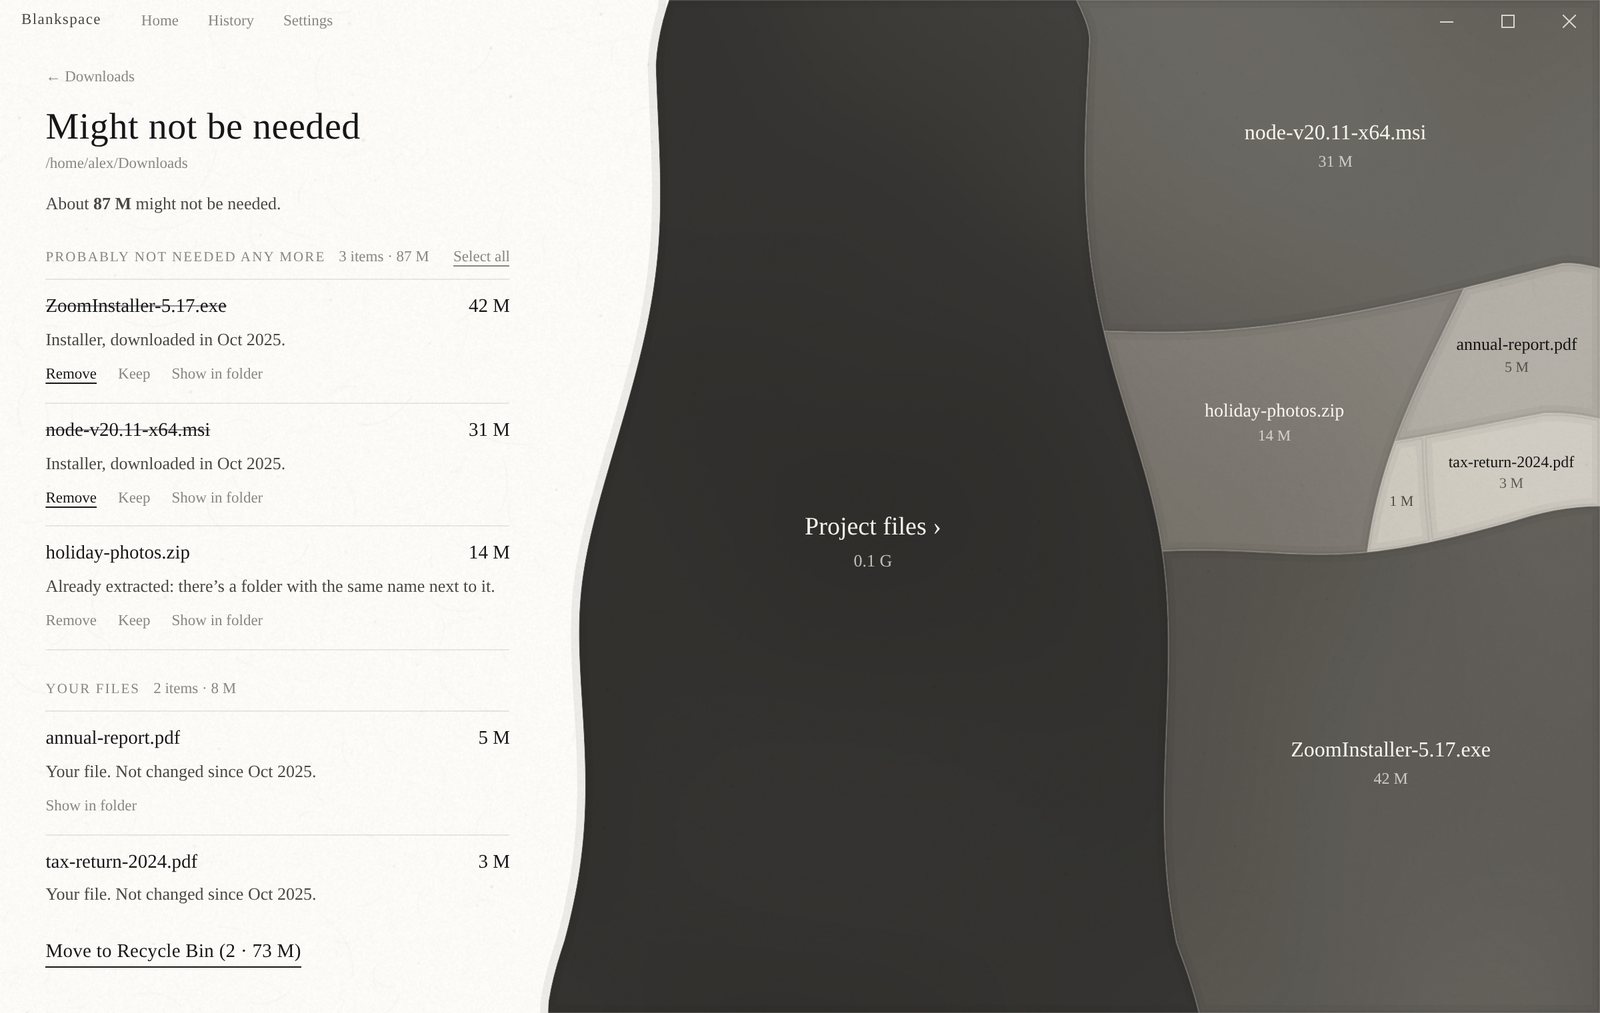 Blankspace Home History Settings
← Downloads
Might not be needed
/home/alex/Downloads
About 87 M might not be needed.
PROBABLY NOT NEEDED ANY MORE 3 items · 87 M Select all
ZoomInstaller-5.17.exe 42 M
Installer, downloaded in Oct 2025.
Remove Keep Show in folder
node-v20.11-x64.msi 31 M
Installer, downloaded in Oct 2025.
Remove Keep Show in folder
holiday-photos.zip 14 M
Already extracted: there’s a folder with the same name next to it.
Remove Keep Show in folder
YOUR FILES 2 items · 8 M
annual-report.pdf 5 M
Your file. Not changed since Oct 2025.
Show in folder
tax-return-2024.pdf 3 M
Your file. Not changed since Oct 2025.
Move to Recycle Bin (2 · 73 M)
Project files ›
0.1 G
node-v20.11-x64.msi
31 M
annual-report.pdf
5 M
holiday-photos.zip
14 M
tax-return-2024.pdf
3 M
1 M
ZoomInstaller-5.17.exe
42 M